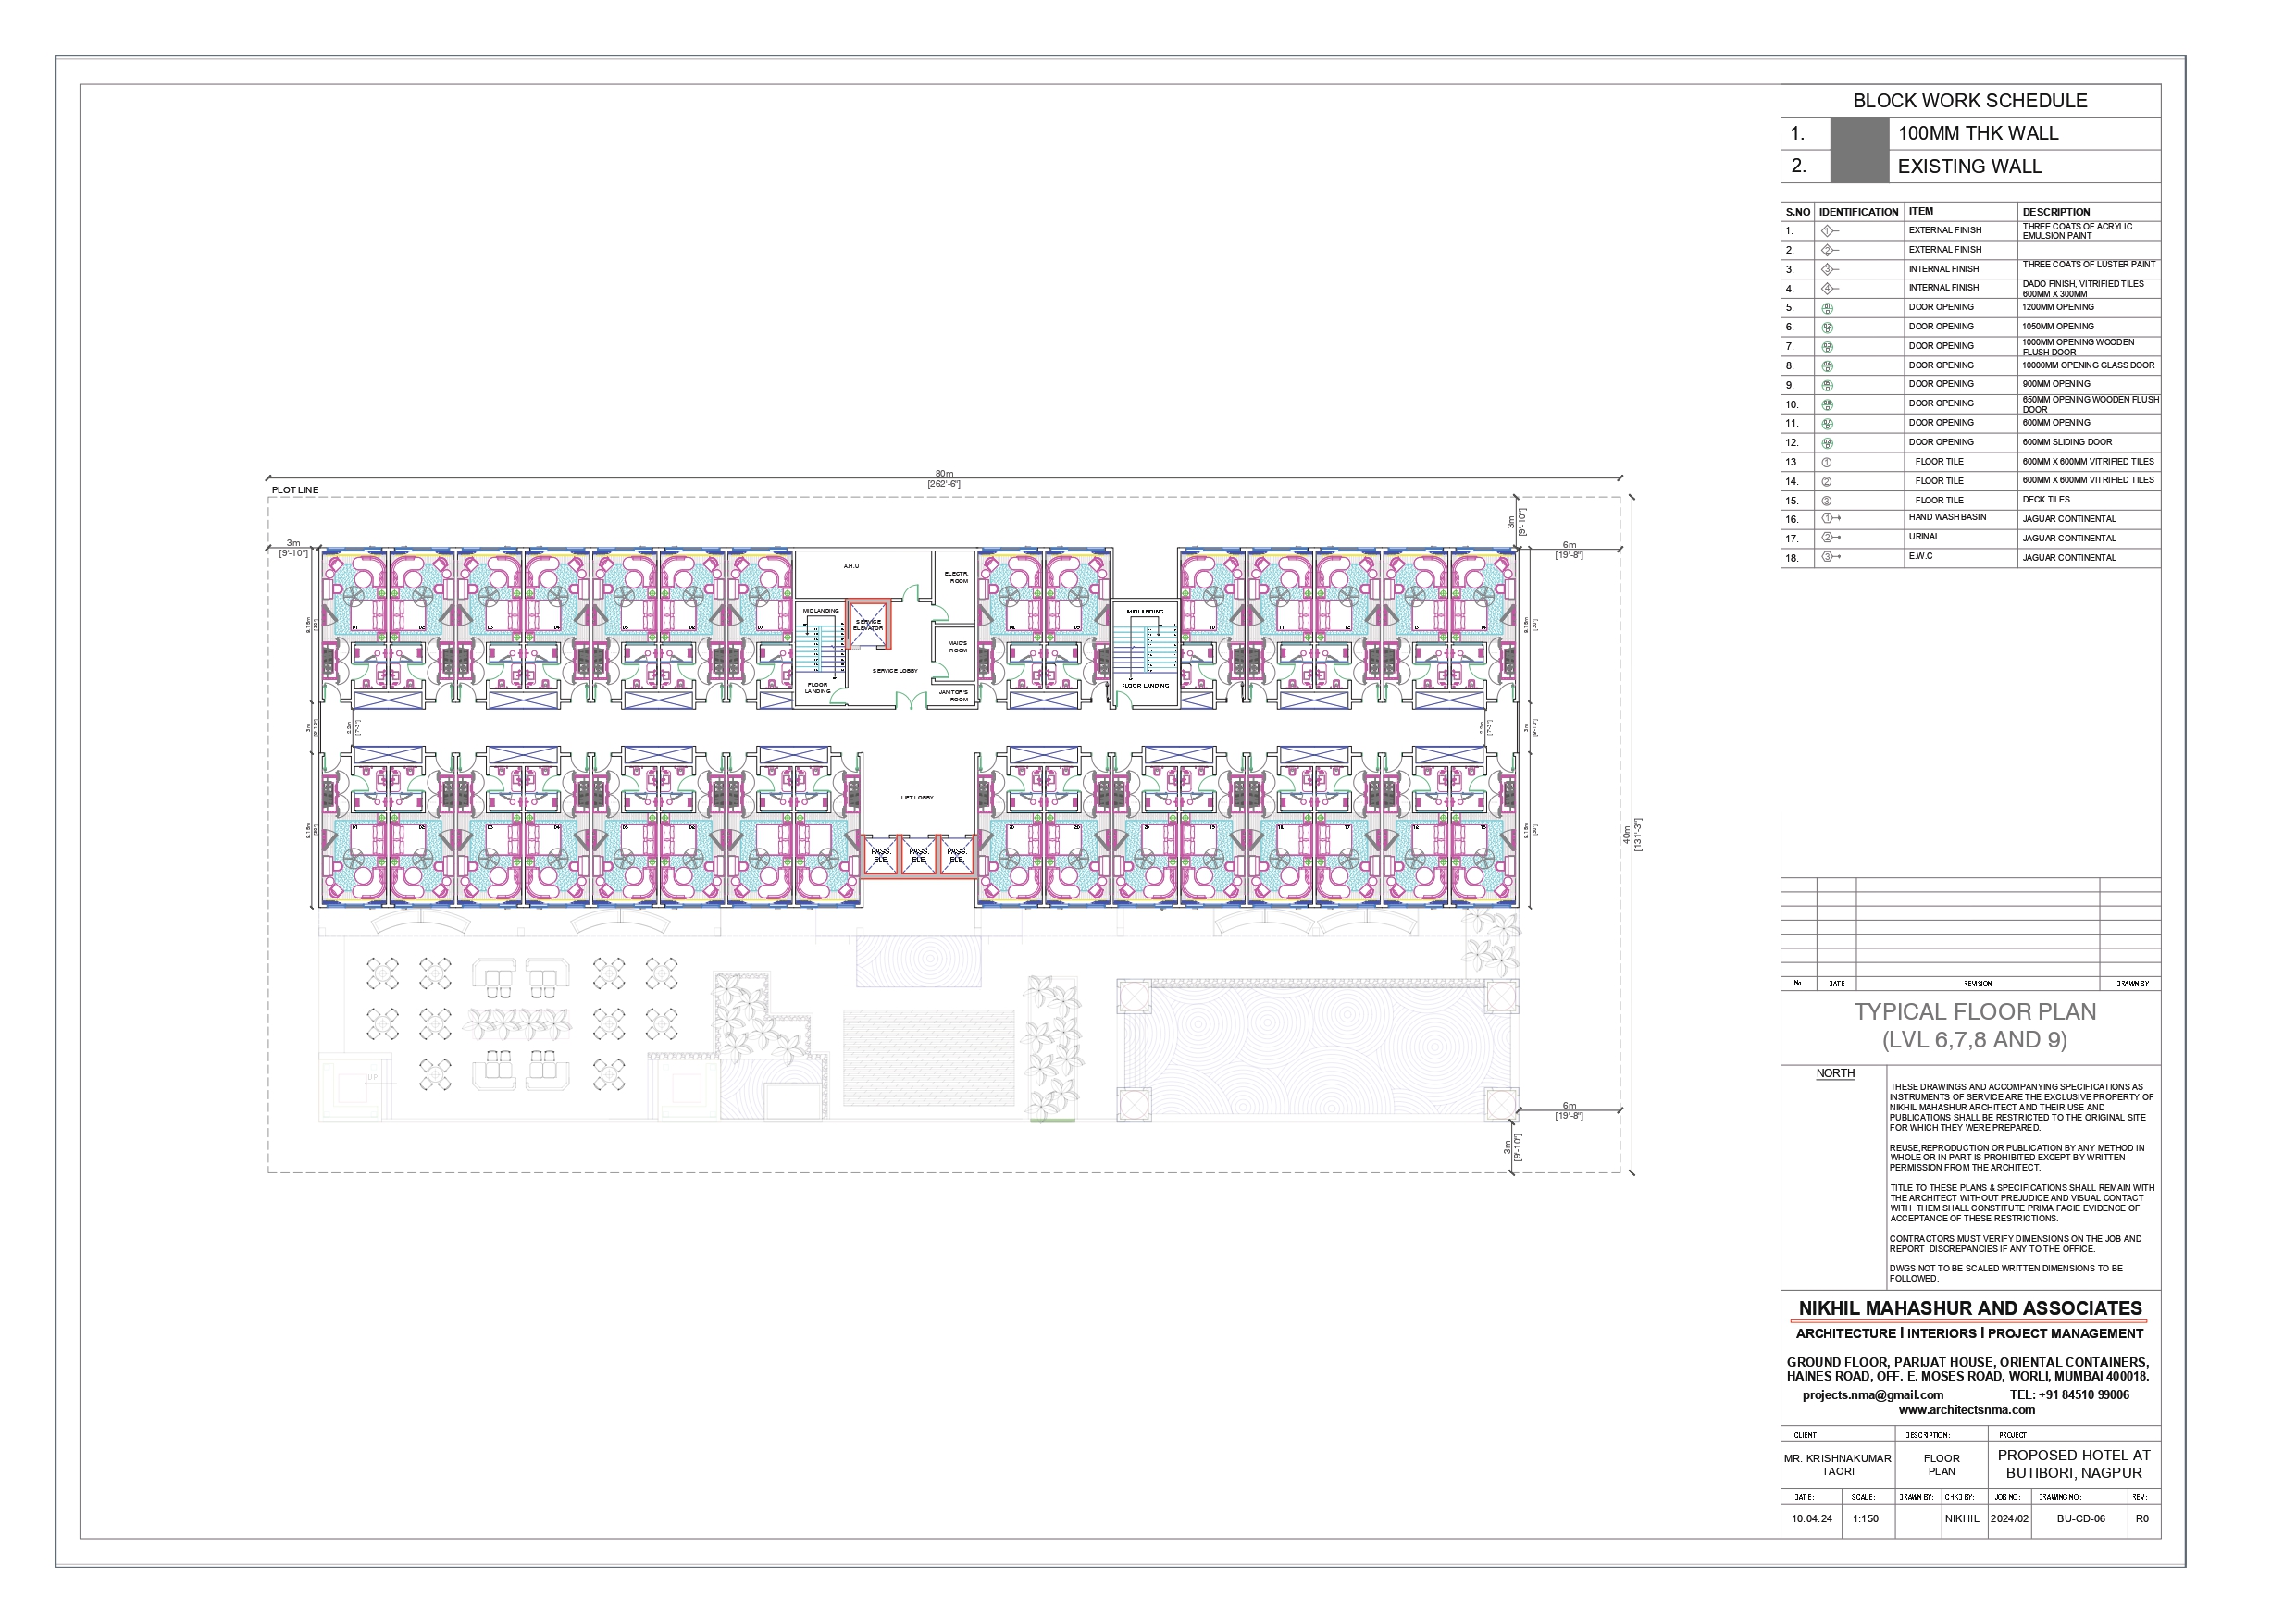 BLOCK WORK SCHEDULE
1. 100MM THK WALL
2. EXISTING WALL
S.NO IDENTIFICATION ITEM DESCRIPTION
1. 1 EXTERNAL FINISH THREE COATS OF ACRYLIC
EMULSION PAINT
2. 2 EXTERNAL FINISH
3. 3 INTERNAL FINISH THREE COATS OF LUSTER PAINT
4. 4 INTERNAL FINISH DADO FINISH, VITRIFIED TILES
600MM X 300MM
5. DOOR OPENING 1200MM OPENING
6. DOOR OPENING 1050MM OPENING
7. DOOR OPENING 1000MM OPENING WOODEN
FLUSH DOOR
8. DOOR OPENING 10000MM OPENING GLASS DOOR
9. DOOR OPENING 900MM OPENING
10. DOOR OPENING 650MM OPENING WOODEN FLUSH
DOOR
11. DOOR OPENING 600MM OPENING
12. DOOR OPENING 600MM SLIDING DOOR
13. 1 FLOOR TILE 600MM X 600MM VITRIFIED TILES
14. 2 FLOOR TILE 600MM X 600MM VITRIFIED TILES
15. 3 FLOOR TILE DECK TILES
16. 1 HAND WASH BASIN JAGUAR CONTINENTAL
17. 2 URINAL JAGUAR CONTINENTAL
18. 3 E.W.C JAGUAR CONTINENTAL
80m
[262'-6"]
PLOT LINE
3m
[9'-10"]
3m
[9'-10"]
6m
[19'-8"]
A.H.U
ELECTR.
ROOM
MIDLANDING
SERVICE
ELEVATOR
MAID'S
ROOM
SERVICE LOBBY
FLOOR
LANDING
JANITOR'S
ROOM
MIDLANDING
FLOOR LANDING
01 02 03 04 05 06 07 08 09 10 11 12 13 14
LIFT LOBBY
PASS.
ELE.
PASS.
ELE.
PASS.
ELE.
40m
[131'-3"]
UP
6m
[19'-8"]
3m
[9'-10"]
No. DATE REVISION DRAWN BY
TYPICAL FLOOR PLAN
(LVL 6,7,8 AND 9)
NORTH
THESE DRAWINGS AND ACCOMPANYING SPECIFICATIONS AS
INSTRUMENTS OF SERVICE ARE THE EXCLUSIVE PROPERTY OF
NIKHIL MAHASHUR ARCHITECT AND THEIR USE AND
PUBLICATIONS SHALL BE RESTRICTED TO THE ORIGINAL SITE
FOR WHICH THEY WERE PREPARED.
REUSE,REPRODUCTION OR PUBLICATION BY ANY METHOD IN
WHOLE OR IN PART IS PROHIBITED EXCEPT BY WRITTEN
PERMISSION FROM THE ARCHITECT.
TITLE TO THESE PLANS & SPECIFICATIONS SHALL REMAIN WITH
THE ARCHITECT WITHOUT PREJUDICE AND VISUAL CONTACT
WITH THEM SHALL CONSTITUTE PRIMA FACIE EVIDENCE OF
ACCEPTANCE OF THESE RESTRICTIONS.
CONTRACTORS MUST VERIFY DIMENSIONS ON THE JOB AND
REPORT DISCREPANCIES IF ANY TO THE OFFICE.
DWGS NOT TO BE SCALED WRITTEN DIMENSIONS TO BE
FOLLOWED.
NIKHIL MAHASHUR AND ASSOCIATES
ARCHITECTURE | INTERIORS | PROJECT MANAGEMENT
GROUND FLOOR, PARIJAT HOUSE, ORIENTAL CONTAINERS,
HAINES ROAD, OFF. E. MOSES ROAD, WORLI, MUMBAI 400018.
projects.nma@gmail.com TEL: +91 84510 99006
www.architectsnma.com
CLIENT: DESCRIPTION: PROJECT:
MR. KRISHNAKUMAR
TAORI
FLOOR
PLAN
PROPOSED HOTEL AT
BUTIBORI, NAGPUR
DATE: SCALE: DRAWN BY: CHKD BY: JOB NO: DRAWING NO: REV:
10.04.24 1:150 NIKHIL 2024/02 BU-CD-06 R0